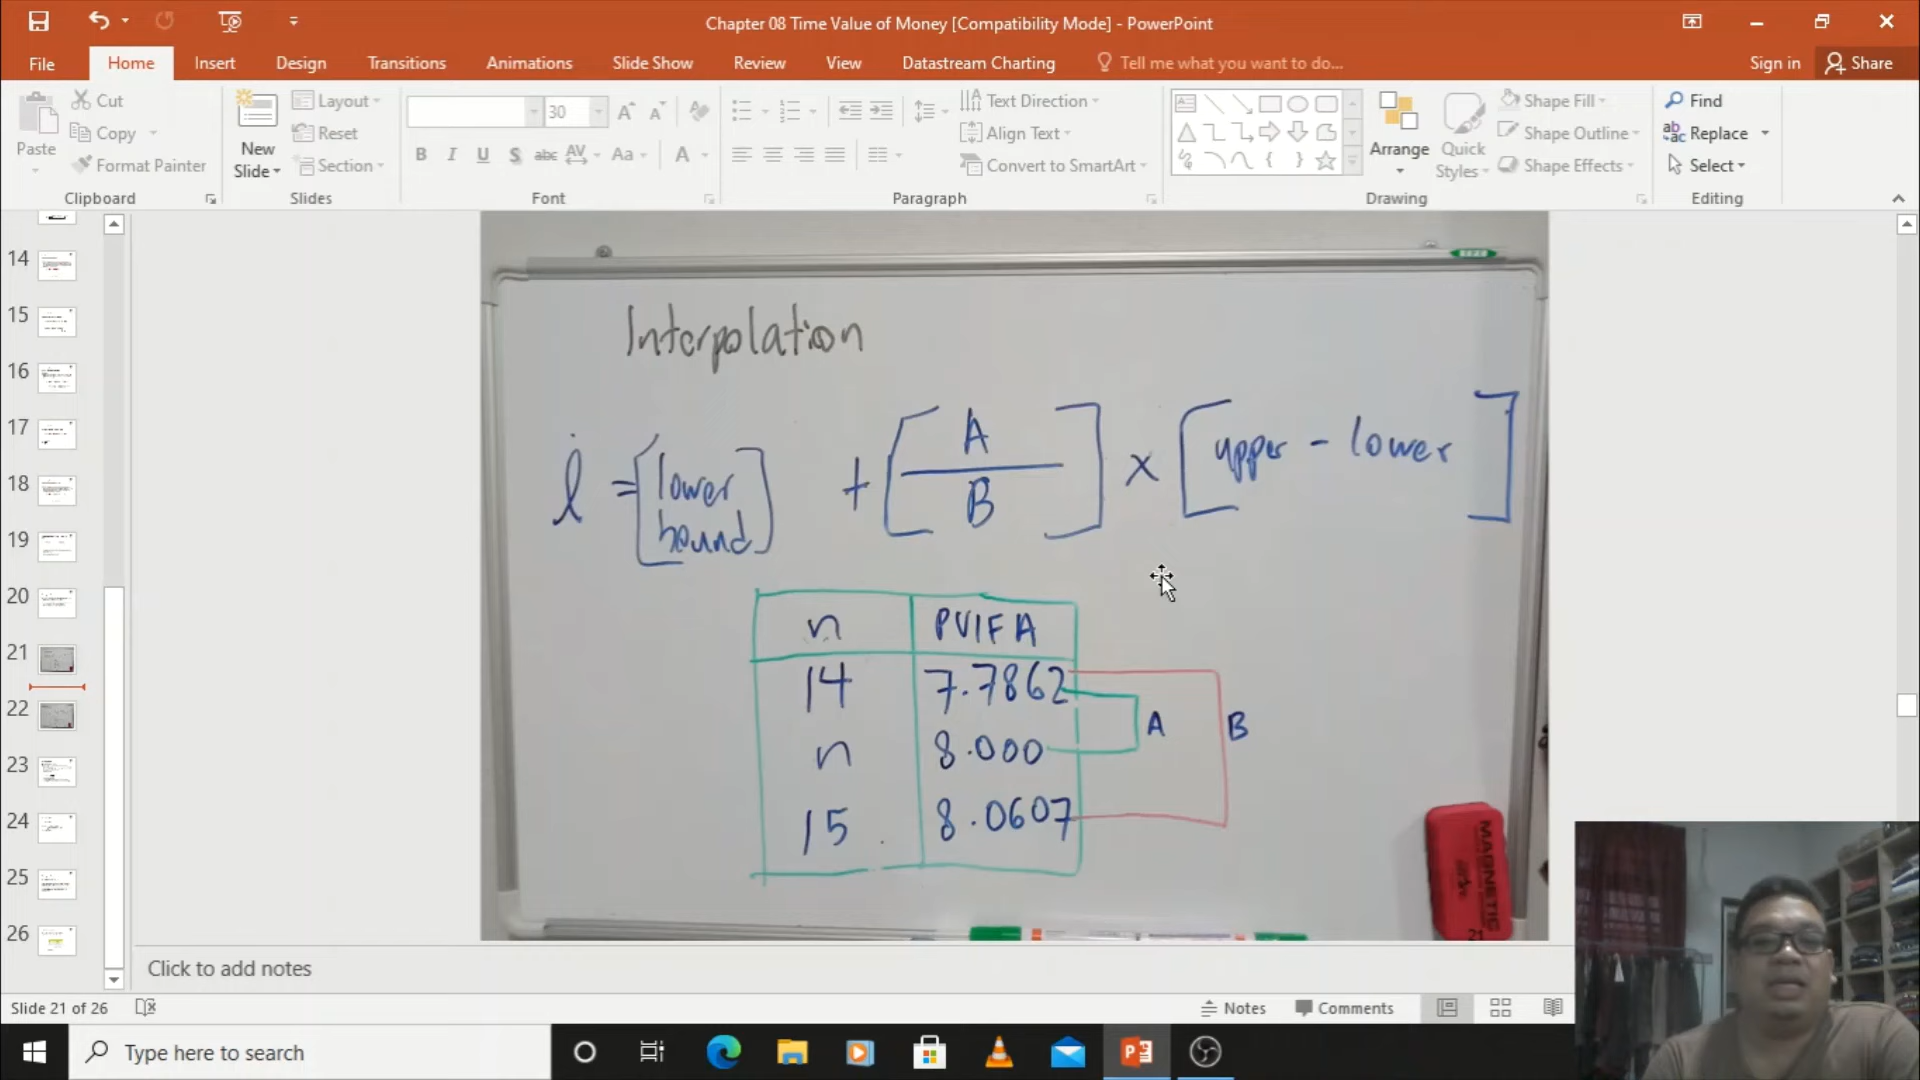 Chapter 08 Time Value of Money [Compatibility Mode] - PowerPoint
File Home Insert Design Transitions Animations Slide Show Review View Datastream Charting Tell me what you want to do... Sign in Share
Paste
Cut
Copy
Format Painter
Clipboard
New Slide
Layout
Reset
Section
Slides
30
B I U S abc AV Aa A
Font
Text Direction
Align Text
Convert to SmartArt
Paragraph
Arrange
Quick Styles
Shape Fill
Shape Outline
Shape Effects
Drawing
Find
Replace
Select
Editing
14
15
16
17
18
19
20
21
22
23
24
25
26
Interpolation
i = [lower bound] + [A / B] x [upper - lower]
n PVIFA
14 7.7862
n 8.000
15 8.0607
A B
MAGNETIC
21
Click to add notes
Slide 21 of 26
Notes
Comments
Type here to search